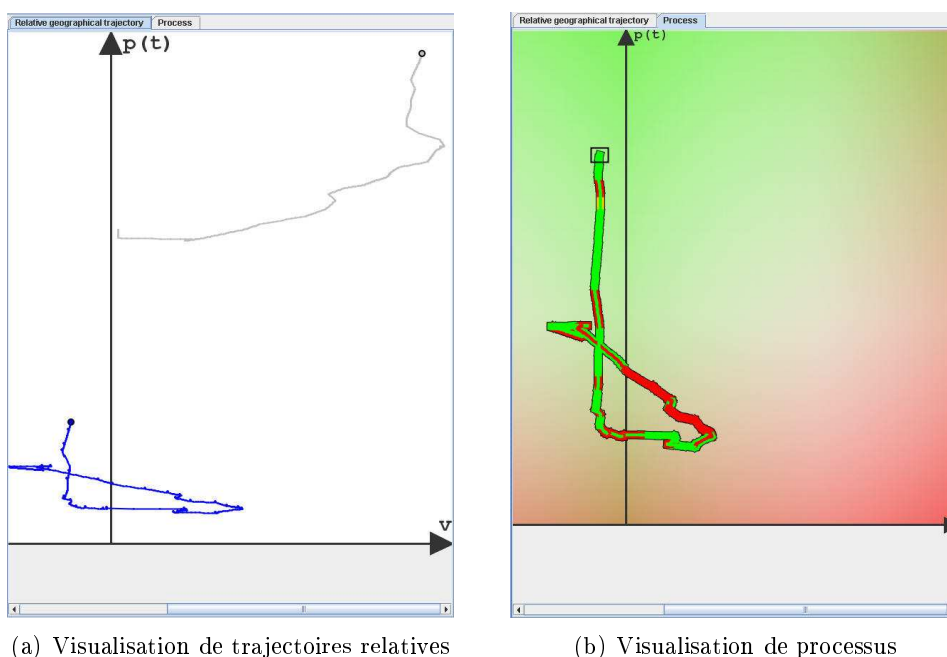 Relative geographical trajectory Process
p(t)
v
Relative geographical trajectory Process
p(t)
(a) Visualisation de trajectoires relatives
(b) Visualisation de processus